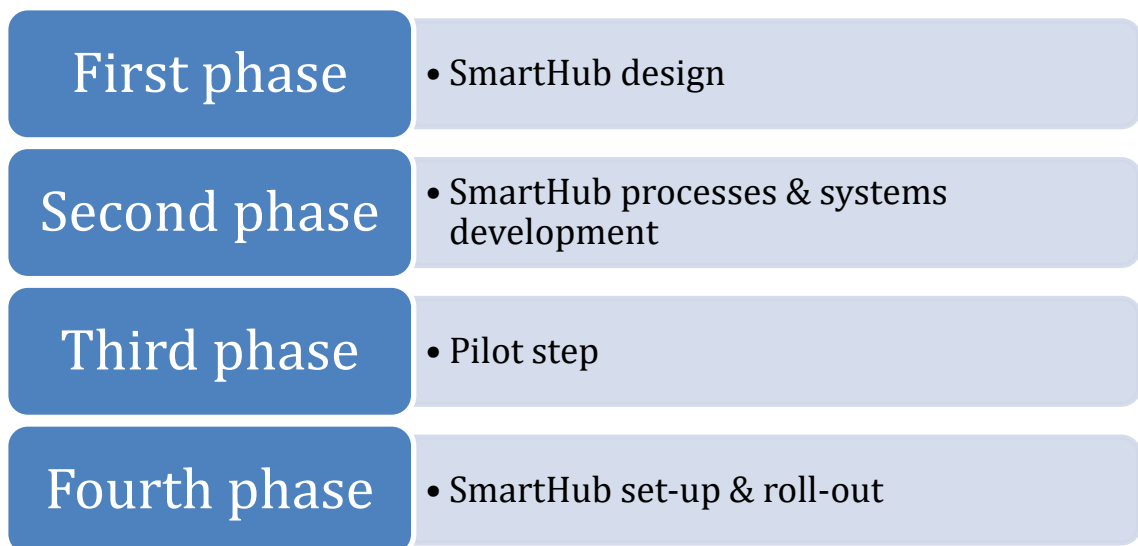 First phase
• SmartHub design
Second phase
• SmartHub processes & systems
development
Third phase
• Pilot step
Fourth phase
• SmartHub set-up & roll-out